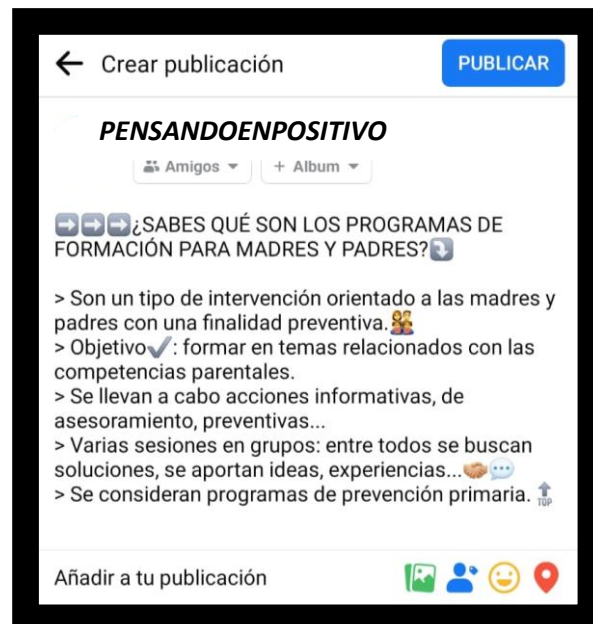 ← Crear publicación
PUBLICAR
PENSANDOENPOSITIVO
Amigos
+ Album
➡️➡️➡️¿SABES QUÉ SON LOS PROGRAMAS DE
FORMACIÓN PARA MADRES Y PADRES?⤵️
> Son un tipo de intervención orientado a las madres y
padres con una finalidad preventiva.
> Objetivo✔️: formar en temas relacionados con las
competencias parentales.
> Se llevan a cabo acciones informativas, de
asesoramiento, preventivas...
> Varias sesiones en grupos: entre todos se buscan
soluciones, se aportan ideas, experiencias...🤝💬
> Se consideran programas de prevención primaria. 🔝
Añadir a tu publicación